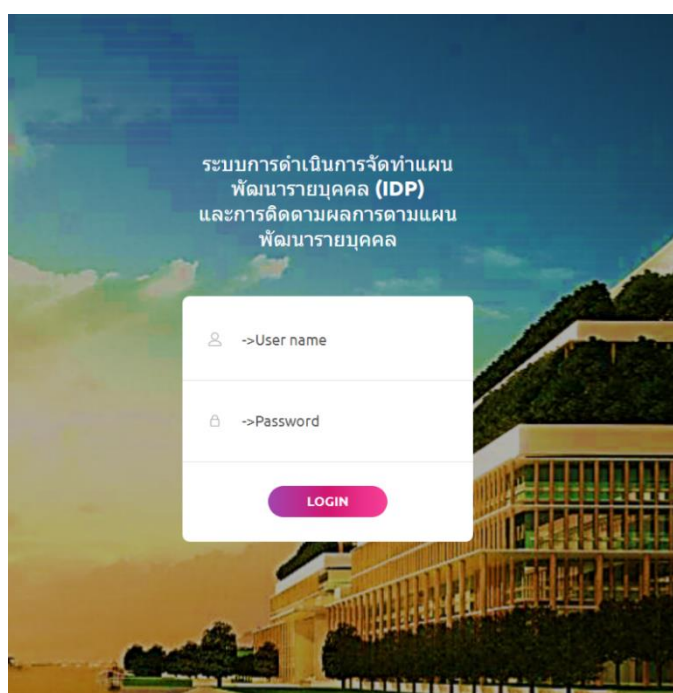 ระบบการดำเนินการจัดทำแผน
พัฒนารายบุคคล (IDP)
และการติดตามผลการตามแผน
พัฒนารายบุคคล
->User name
->Password
LOGIN